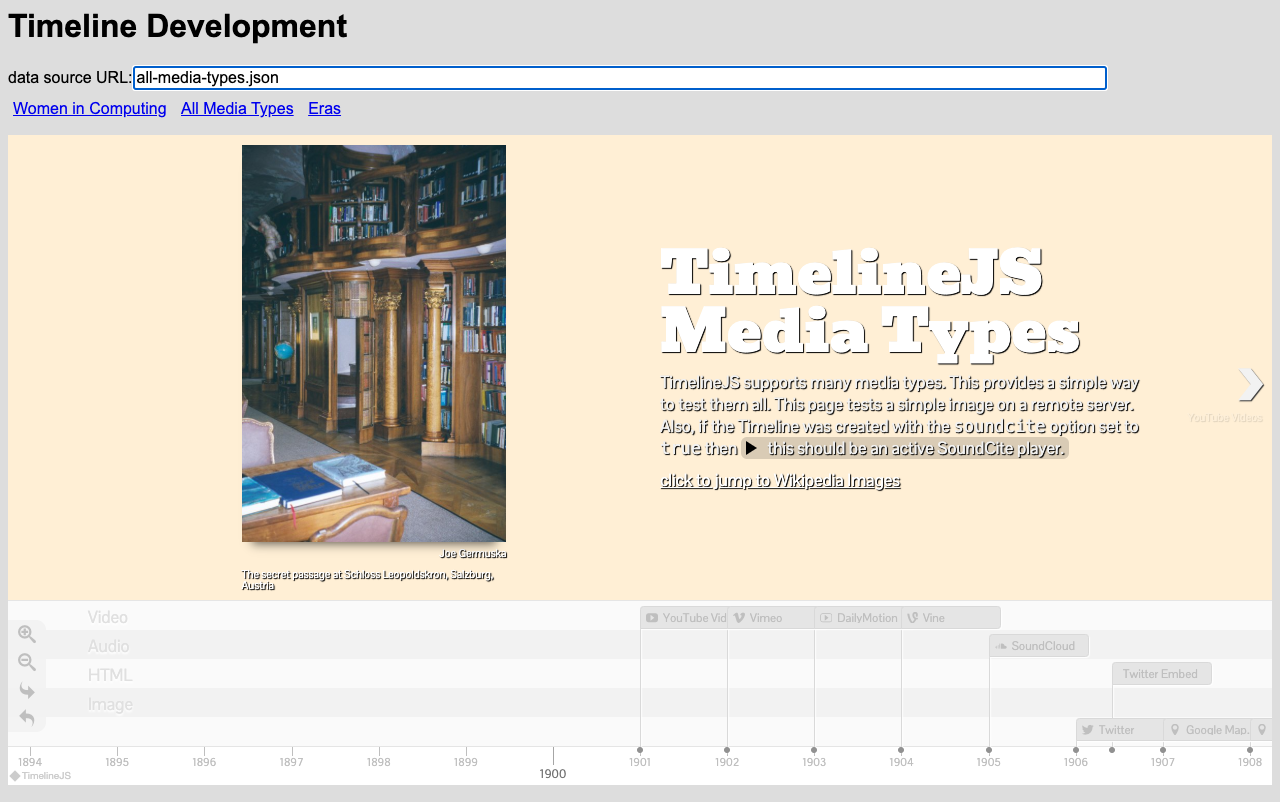 Timeline Development
data source URL: all-media-types.json
Women in Computing All Media Types Eras
TimelineJS
Media Types
TimelineJS supports many media types. This provides a simple way
to test them all. This page tests a simple image on a remote server.
Also, if the Timeline was created with the soundcite option set to
true then this should be an active SoundCite player.
click to jump to Wikipedia Images
YouTube Videos
Joe Germuska
The secret passage at Schloss Leopoldskron, Salzburg,
Austria
Video
YouTube Vid
Vimeo
DailyMotion
Vine
Audio
SoundCloud
HTML
Twitter Embed
Image
Twitter
Google Map.
1894 1895 1896 1897 1898 1899 1900 1901 1902 1903 1904 1905 1906 1907 1908
TimelineJS